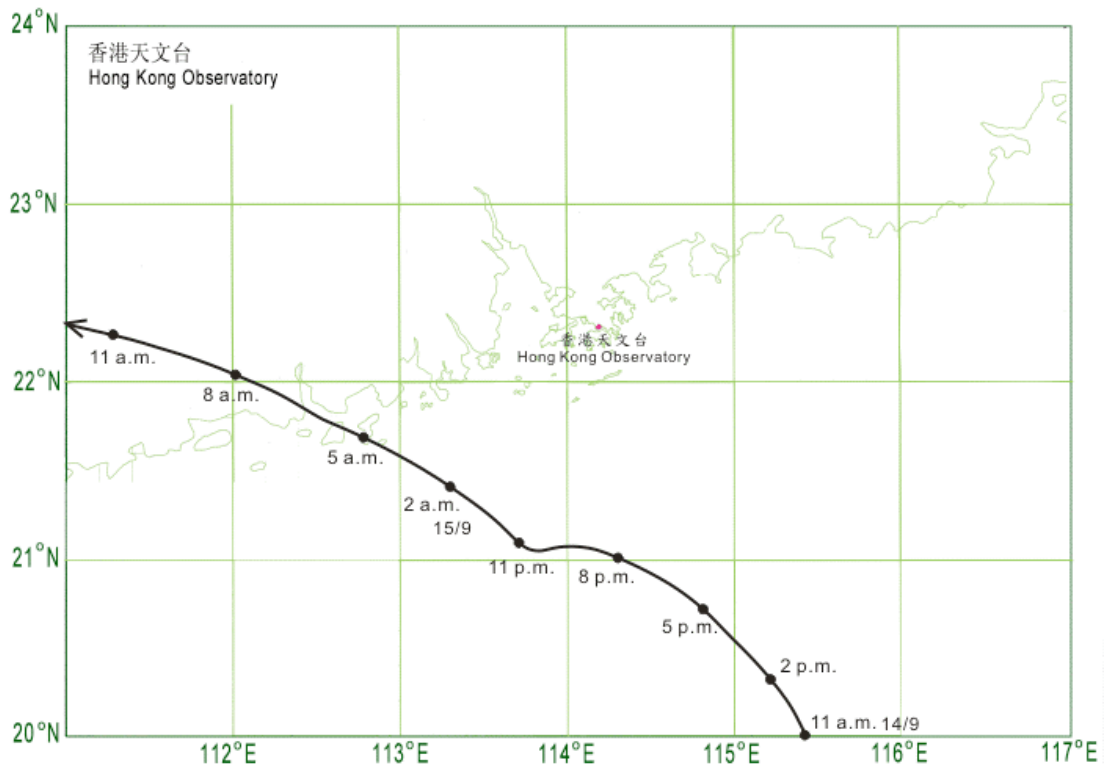 24°N
香港天文台
Hong Kong Observatory
23°N
香港天文台
Hong Kong Observatory
11 a.m.
22°N
8 a.m.
5 a.m.
2 a.m.
15/9
21°N
11 p.m.
8 p.m.
5 p.m.
2 p.m.
11 a.m. 14/9
20°N
112°E
113°E
114°E
115°E
116°E
117°E